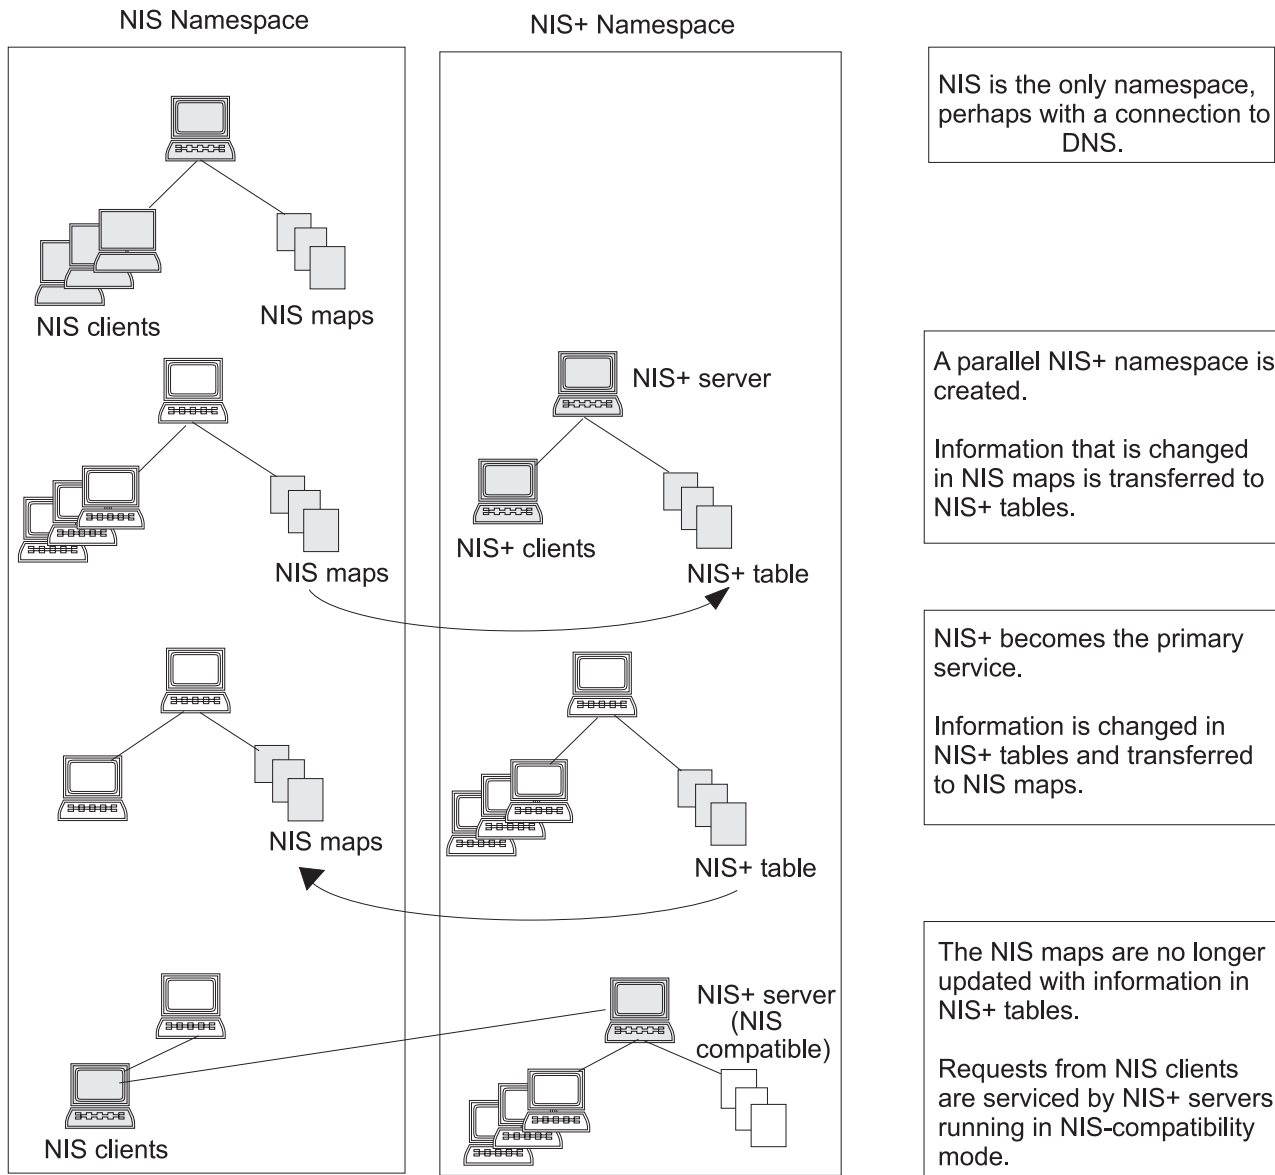 NIS Namespace
NIS+ Namespace
NIS is the only namespace,
perhaps with a connection to
DNS.
NIS clients
NIS maps
NIS+ server
NIS+ clients
NIS maps
NIS+ table
A parallel NIS+ namespace is
created.
Information that is changed
in NIS maps is transferred to
NIS+ tables.
NIS maps
NIS+ table
NIS+ becomes the primary
service.
Information is changed in
NIS+ tables and transferred
to NIS maps.
NIS clients
NIS+ server
(NIS
compatible)
The NIS maps are no longer
updated with information in
NIS+ tables.
Requests from NIS clients
are serviced by NIS+ servers
running in NIS-compatibility
mode.